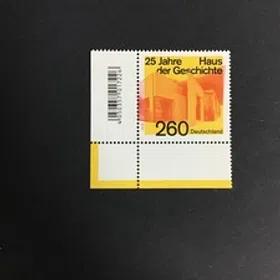 25 Jahre Haus
der Geschichte
260 Deutschland